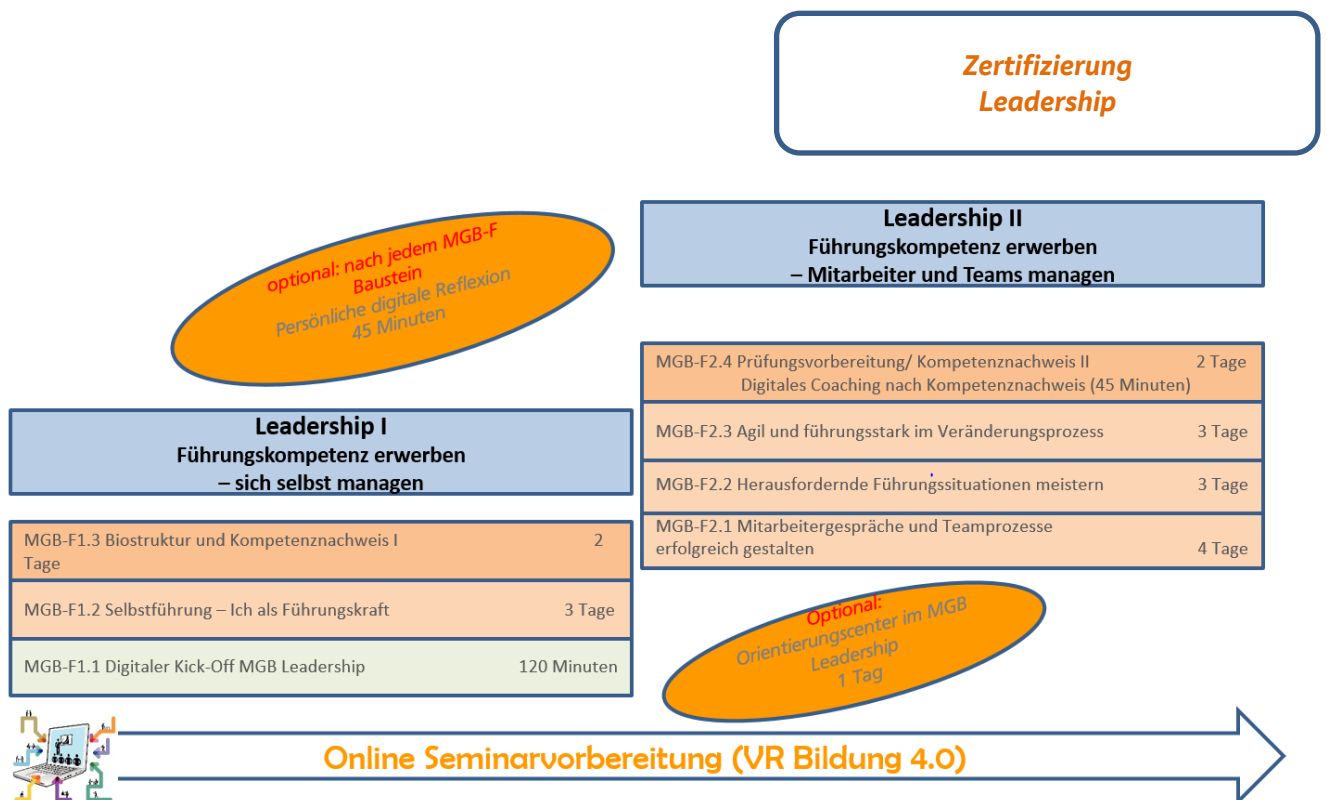 Zertifizierung
Leadership
optional: nach jedem MGB-F
Baustein
Persönliche digitale Reflexion
45 Minuten
Leadership II
Führungskompetenz erwerben
– Mitarbeiter und Teams managen
MGB-F2.4 Prüfungsvorbereitung/ Kompetenznachweis II 2 Tage
Digitales Coaching nach Kompetenznachweis (45 Minuten)
MGB-F2.3 Agil und führungsstark im Veränderungsprozess 3 Tage
MGB-F2.2 Herausfordernde Führungssituationen meistern 3 Tage
MGB-F2.1 Mitarbeitergespräche und Teamprozesse
erfolgreich gestalten 4 Tage
Leadership I
Führungskompetenz erwerben
– sich selbst managen
MGB-F1.3 Biostruktur und Kompetenznachweis I 2
Tage
MGB-F1.2 Selbstführung – Ich als Führungskraft 3 Tage
MGB-F1.1 Digitaler Kick-Off MGB Leadership 120 Minuten
Optional:
Orientierungscenter im MGB
Leadership
1 Tag
Online Seminarvorbereitung (VR Bildung 4.0)